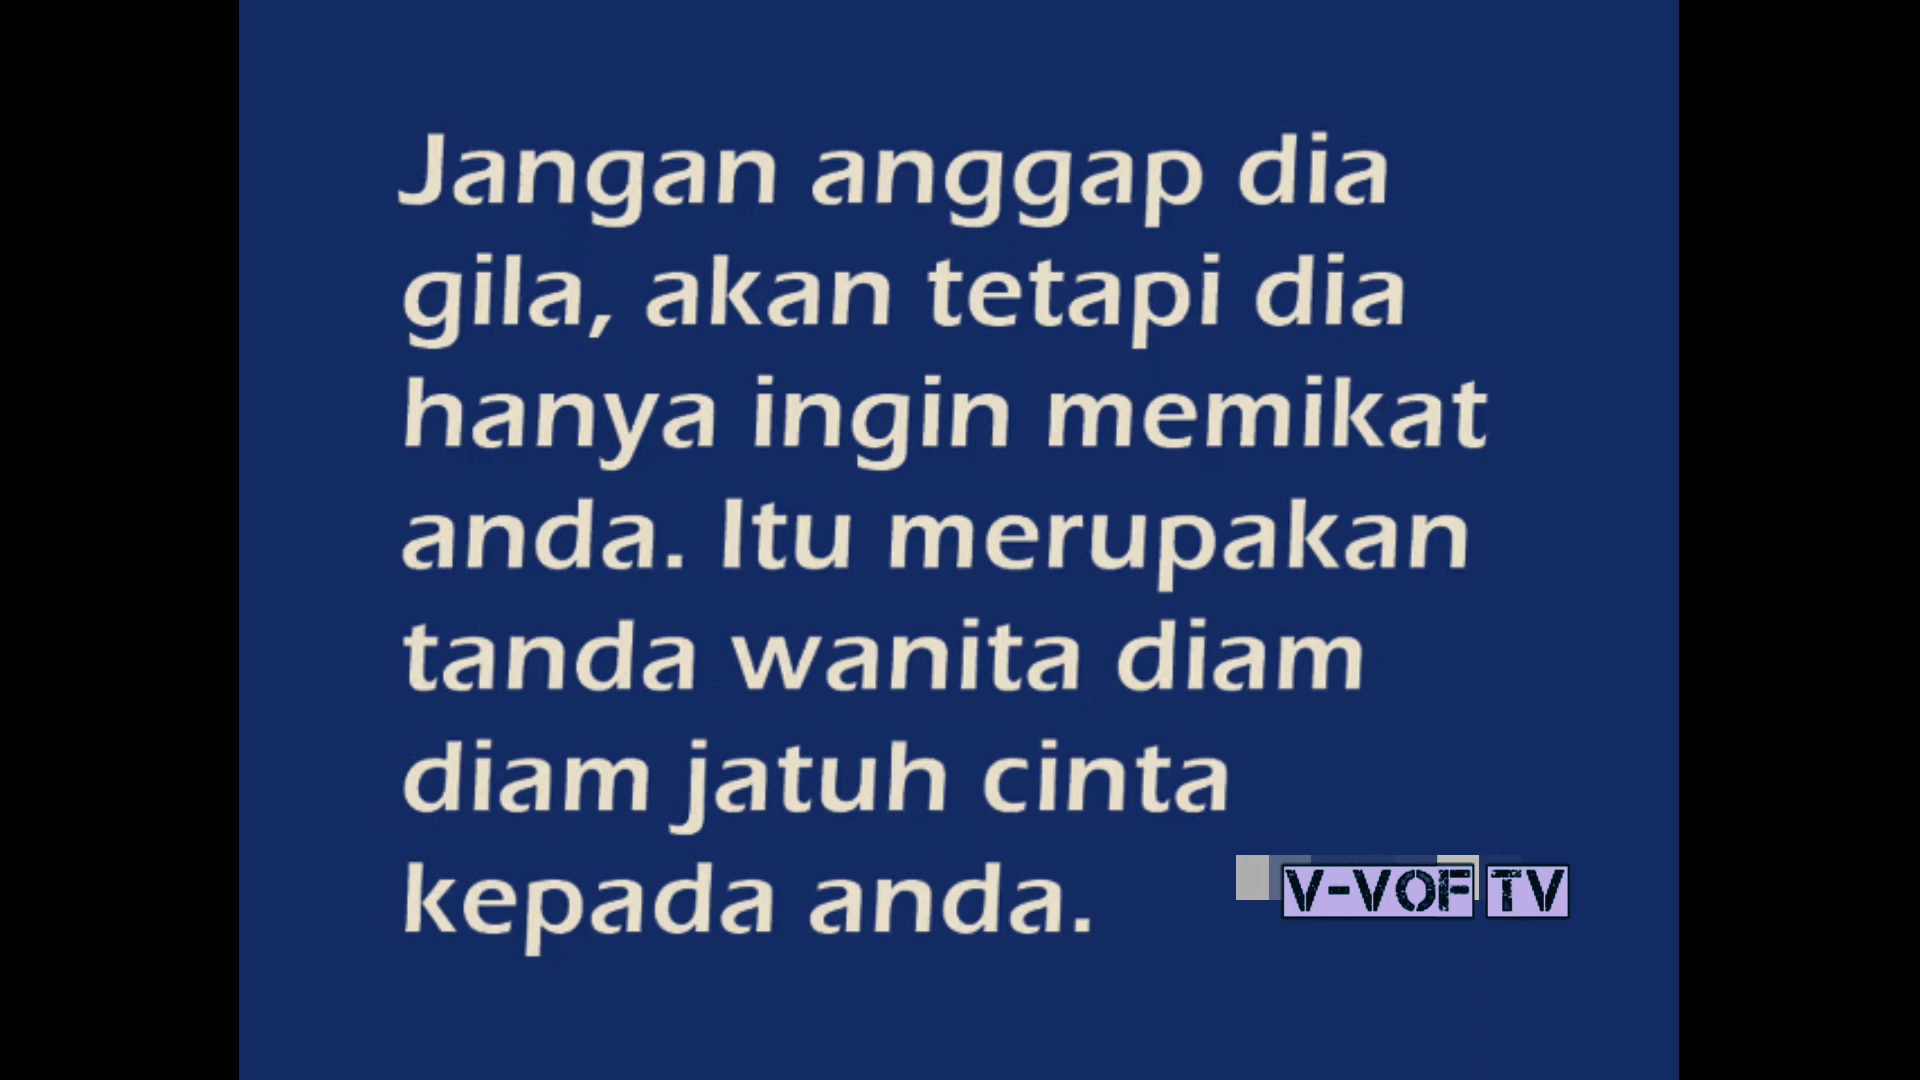 Jangan anggap dia
gila, akan tetapi dia
hanya ingin memikat
anda. Itu merupakan
tanda wanita diam
diam jatuh cinta
kepada anda.
V-VOF TV